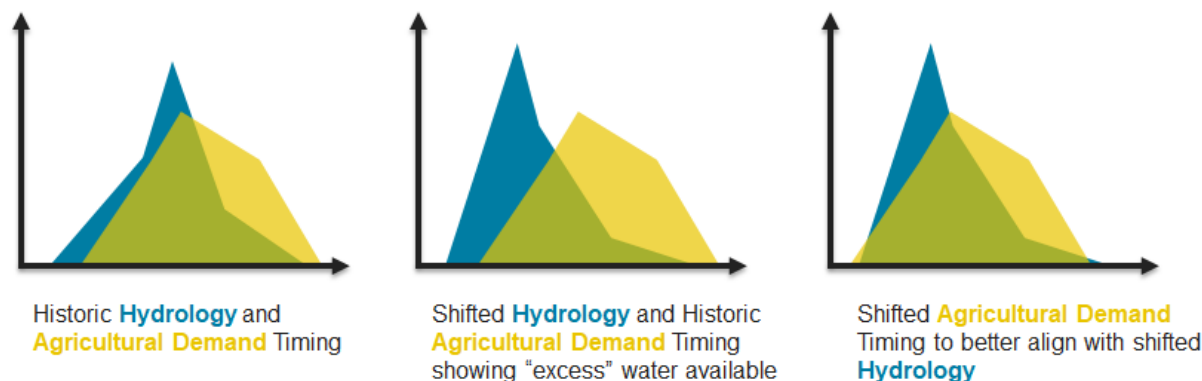 Historic Hydrology and
Agricultural Demand Timing
Shifted Hydrology and Historic
Agricultural Demand Timing
showing “excess” water available
Shifted Agricultural Demand
Timing to better align with shifted
Hydrology